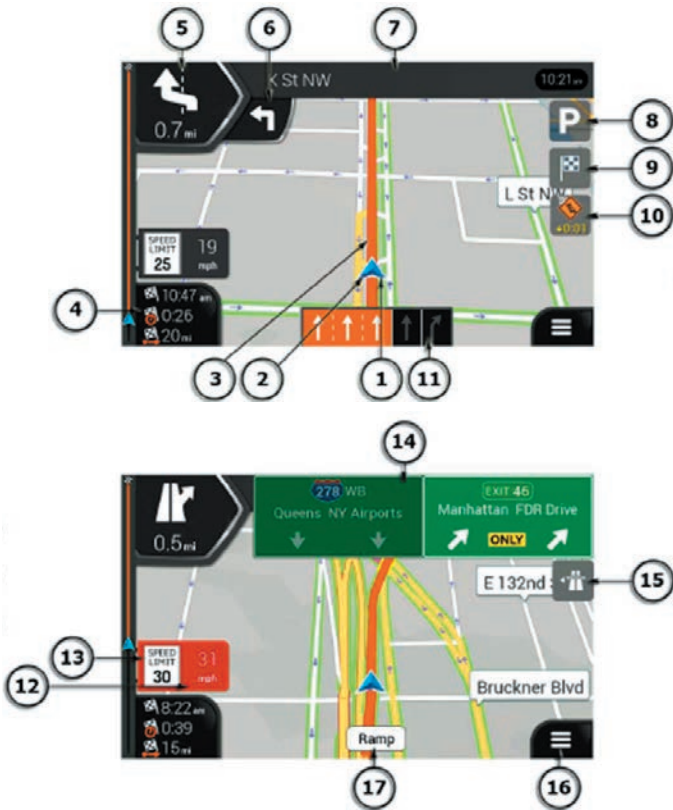 5
6
7
K St NW
10:21 am
0.7 mi
P
8
9
L St NW
10
+0:03
SPEED LIMIT 25
19 mph
4
10:47 am
0:26
20 mi
3
2
1
11
14
278 WB
Queens NY Airports
EXIT 46
Manhattan FDR Drive
ONLY
0.5 mi
E 132nd
15
13
SPEED LIMIT 30
31 mph
12
8:22 am
0:39
15 mi
Bruckner Blvd
Ramp
17
16